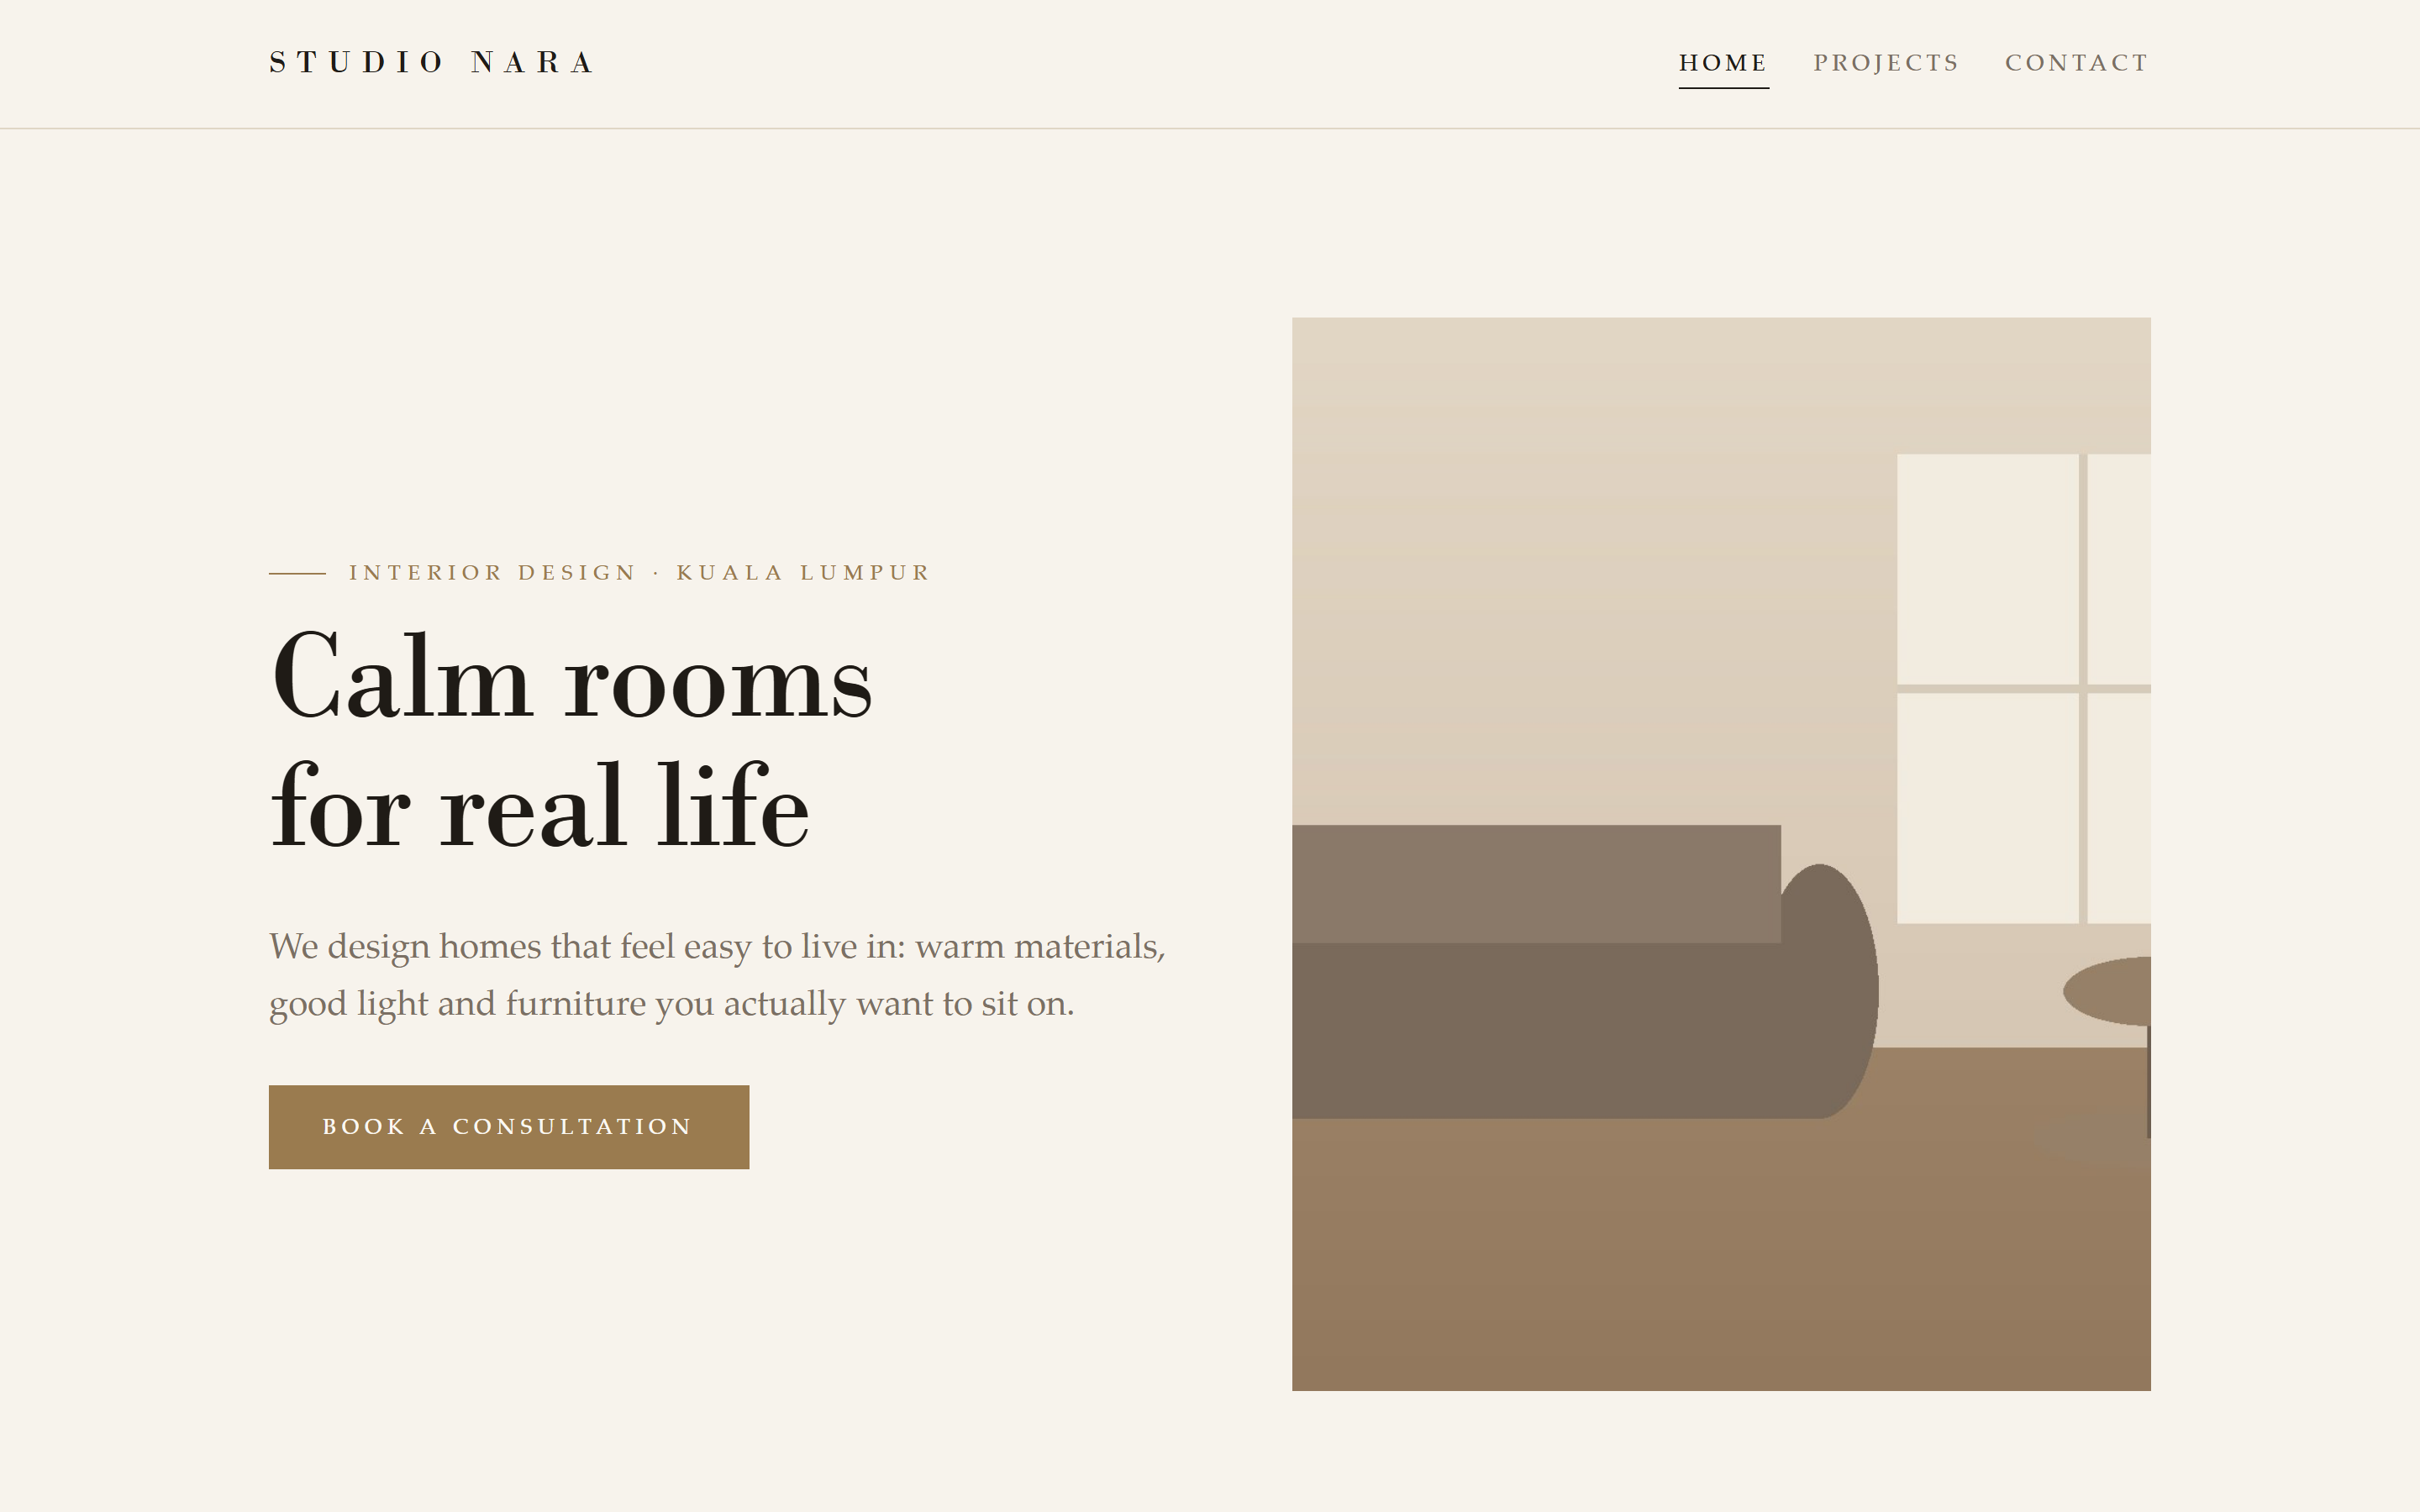 STUDIO NARA
HOME PROJECTS CONTACT
INTERIOR DESIGN · KUALA LUMPUR
Calm rooms
for real life
We design homes that feel easy to live in: warm materials,
good light and furniture you actually want to sit on.
BOOK A CONSULTATION